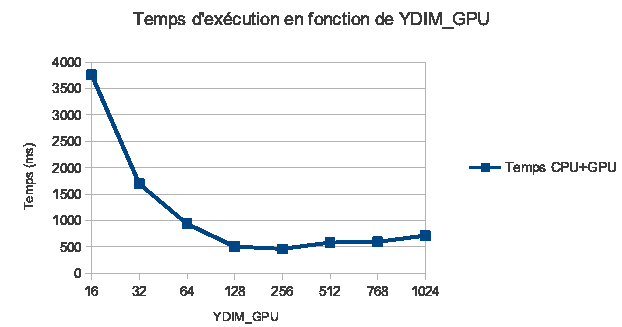 Temps d'exécution en fonction de YDIM_GPU
4000
3500
3000
2500
2000
1500
1000
500
0
Temps (ms)
16 32 64 128 256 512 768 1024
YDIM_GPU
Temps CPU+GPU